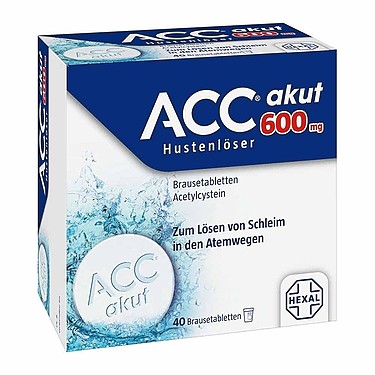 ACC® akut
600 mg
Hustenlöser
Brausetabletten
Acetylcystein
Zum Lösen von Schleim
in den Atemwegen
ACC®
akut
HEXAL
40 Brausetabletten